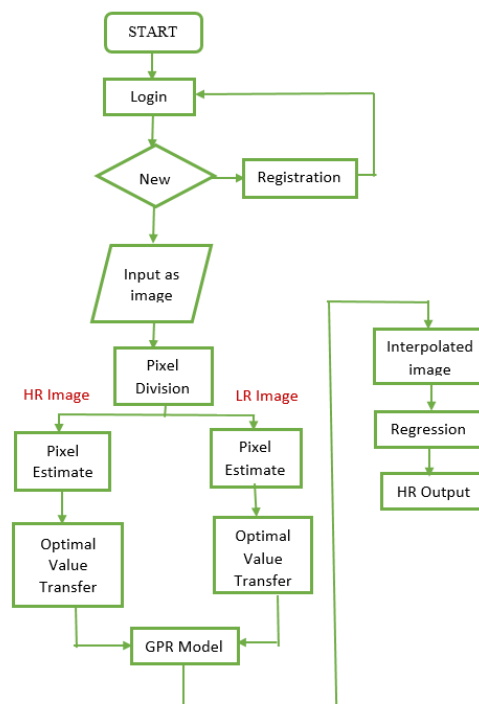 START
Login
New
Registration
Input as
image
Pixel
Division
HR Image
LR Image
Pixel
Estimate
Pixel
Estimate
Optimal
Value
Transfer
Optimal
Value
Transfer
GPR Model
Interpolated
image
Regression
HR Output